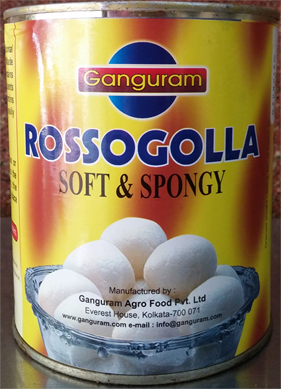 Ganguram
ROSSOGOLLA
SOFT & SPONGY
Manufactured by :
Ganguram Agro Food Pvt. Ltd
Everest House, Kolkata-700 071
www.ganguram.com e-mail : info@ganguram.com